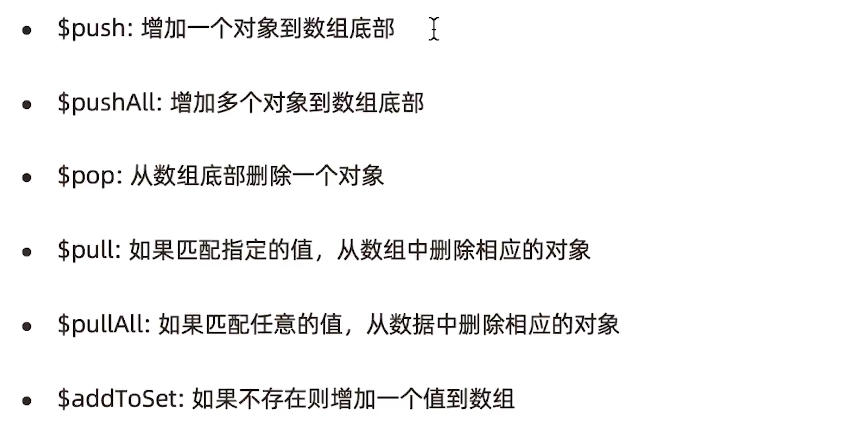 • $push: 增加一个对象到数组底部
• $pushAll: 增加多个对象到数组底部
• $pop: 从数组底部删除一个对象
• $pull: 如果匹配指定的值，从数组中删除相应的对象
• $pullAll: 如果匹配任意的值，从数据中删除相应的对象
• $addToSet: 如果不存在则增加一个值到数组